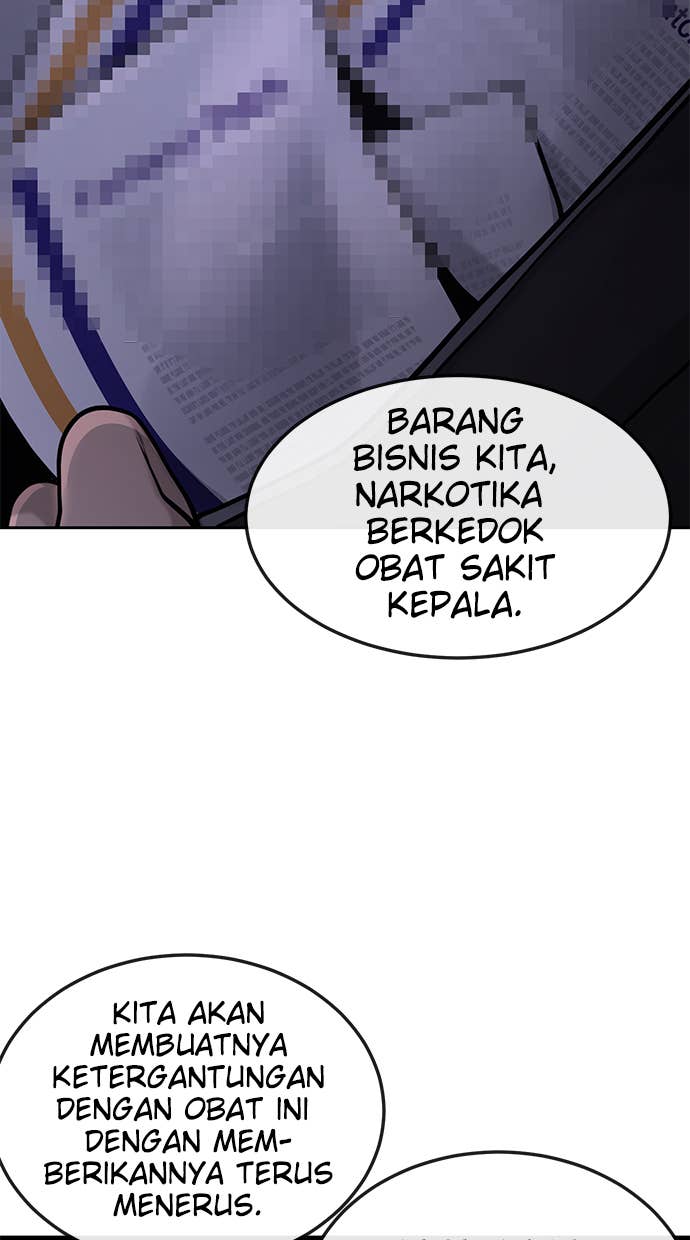 BARANG
BISNIS KITA,
NARKOTIKA
BERKEDOK
OBAT SAKIT
KEPALA.
KITA AKAN
MEMBUATNYA
KETERGANTUNGAN
DENGAN OBAT INI
DENGAN MEM-
BERIKANNYA TERUS
MENERUS.